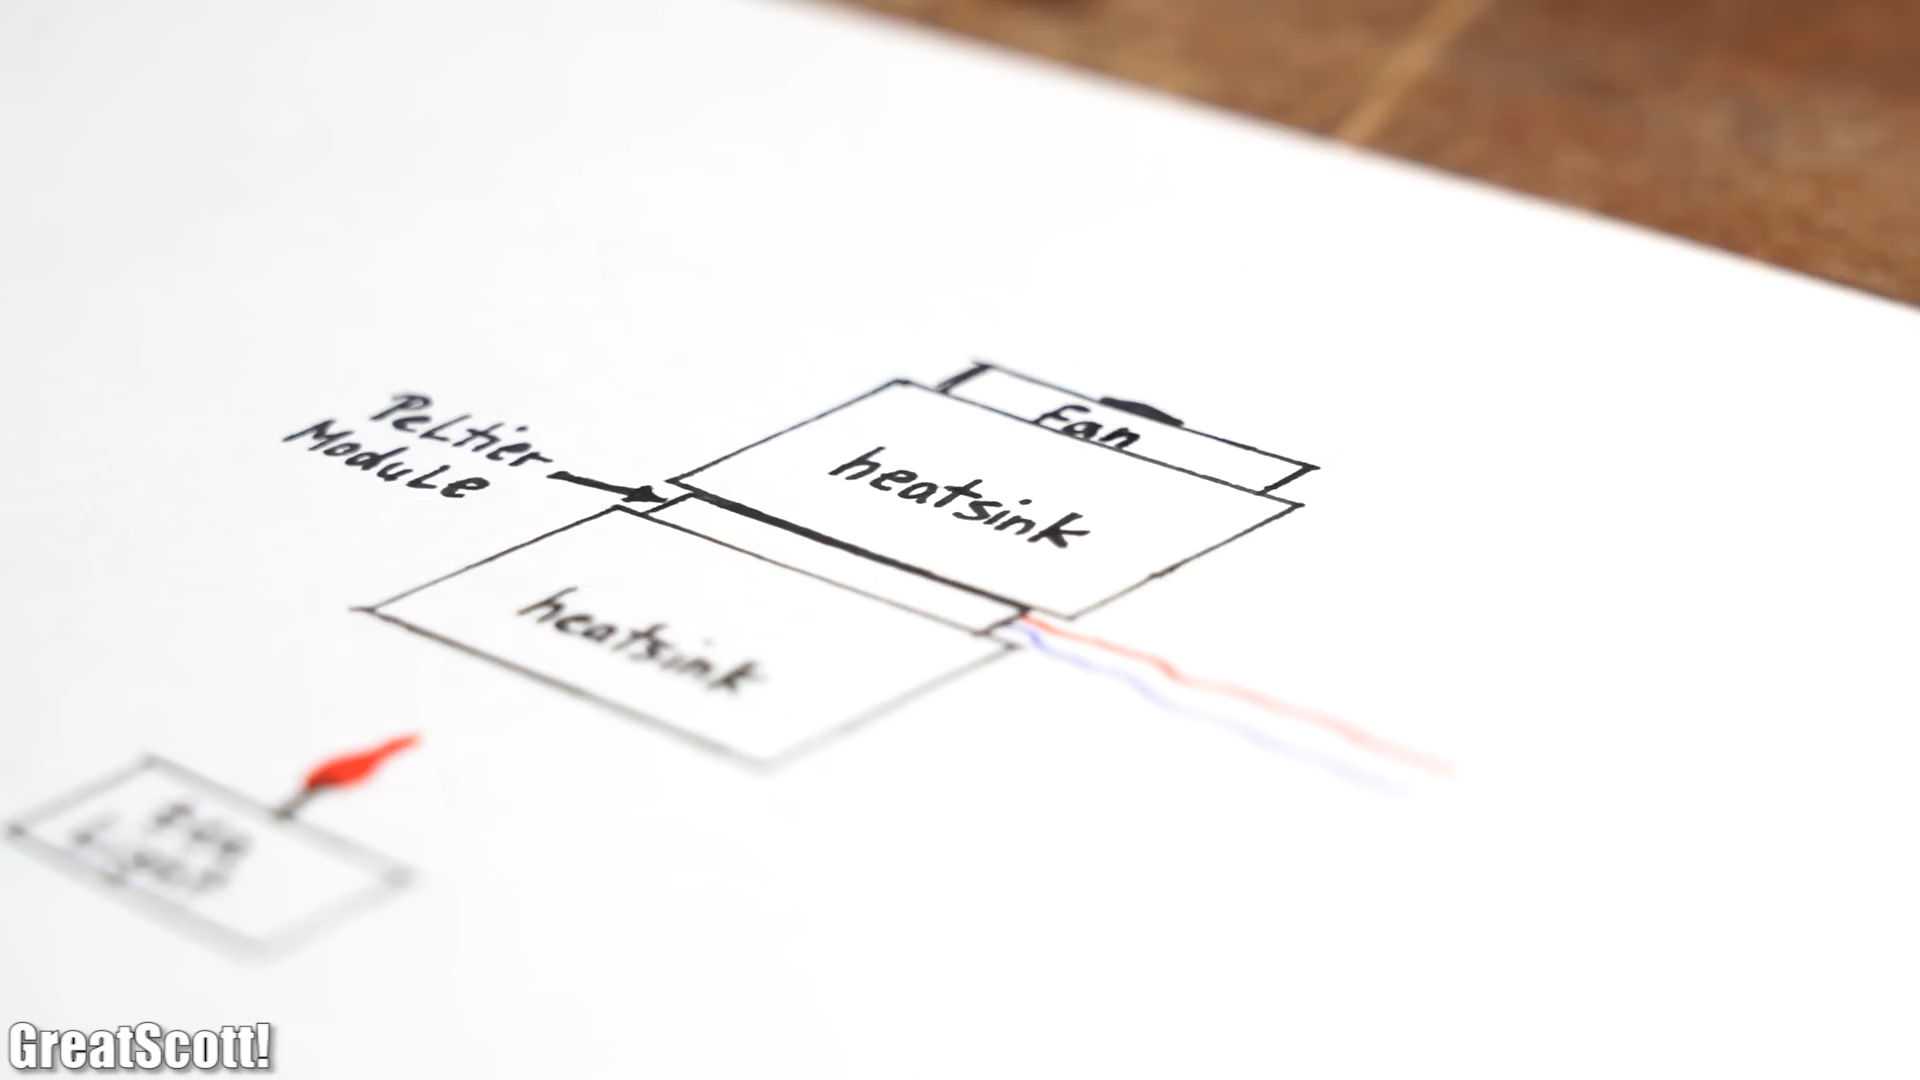 Fan
heatsink
Peltier
Module
heatsink
GreatScott!